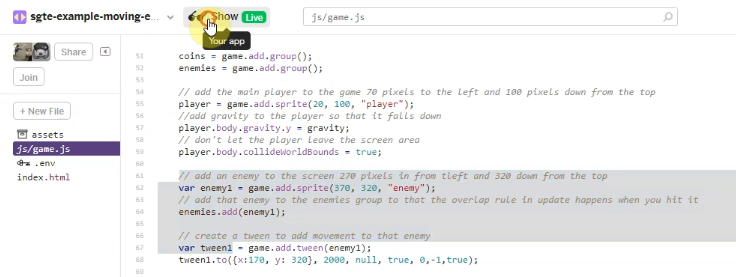 sgte-example-moving-e... Show Live js/game.js
Your app
Share
Join
+ New File
assets
js/game.js
.env
index.html
51 coins = game.add.group();
52 enemies = game.add.group();
53
54 // add the main player to the game 70 pixels to the left and 100 pixels down from the top
55 player = game.add.sprite(20, 100, "player");
56 //add gravity to the player so that it falls down
57 player.body.gravity.y = gravity;
58 // don't let the player leave the screen area
59 player.body.collideWorldBounds = true;
60
61 // add an enemy to the screen 270 pixels in from tleft and 320 down from the top
62 var enemy1 = game.add.sprite(370, 320, "enemy");
63 // add that enemy to the enemies group to that the overlap rule in update happens when you hit it
64 enemies.add(enemy1);
65
66 // create a tween to add movement to that enemy
67 var tween1 = game.add.tween(enemy1);
68 tween1.to({x:170, y: 320}, 2000, null, true, 0,-1,true);
69